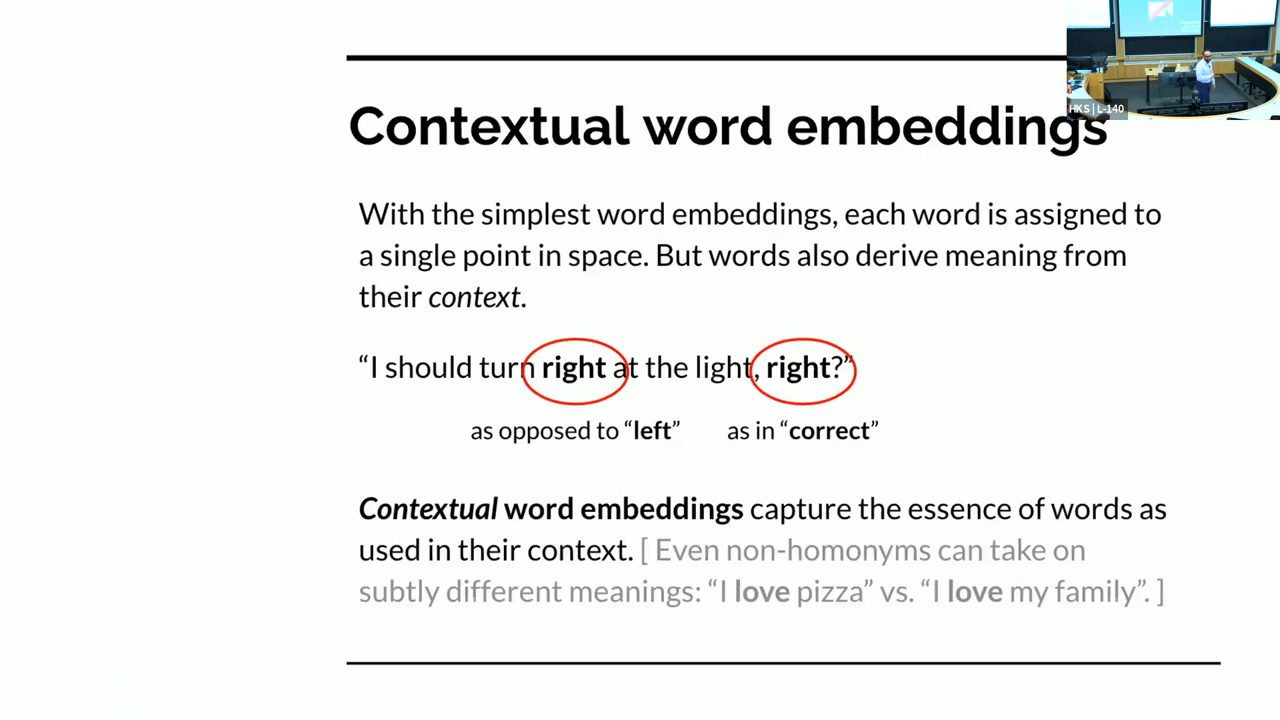 HKS | L-140
Contextual word embeddings
With the simplest word embeddings, each word is assigned to
a single point in space. But words also derive meaning from
their context.
“I should turn right at the light, right?”
as opposed to “left” as in “correct”
Contextual word embeddings capture the essence of words as
used in their context. [ Even non-homonyms can take on
subtly different meanings: “I love pizza” vs. “I love my family”. ]